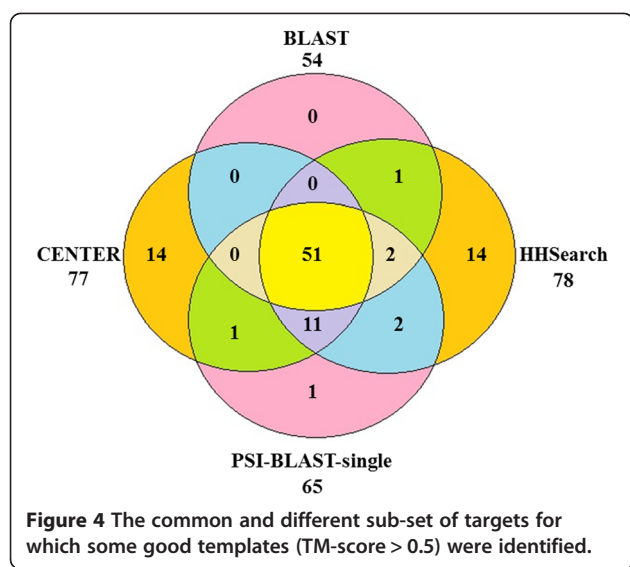 BLAST
54
0
0
0
1
CENTER
77
14
0
51
2
14
HHSearch
78
1
11
2
1
PSI-BLAST-single
65
Figure 4 The common and different sub-set of targets for
which some good templates (TM-score > 0.5) were identified.